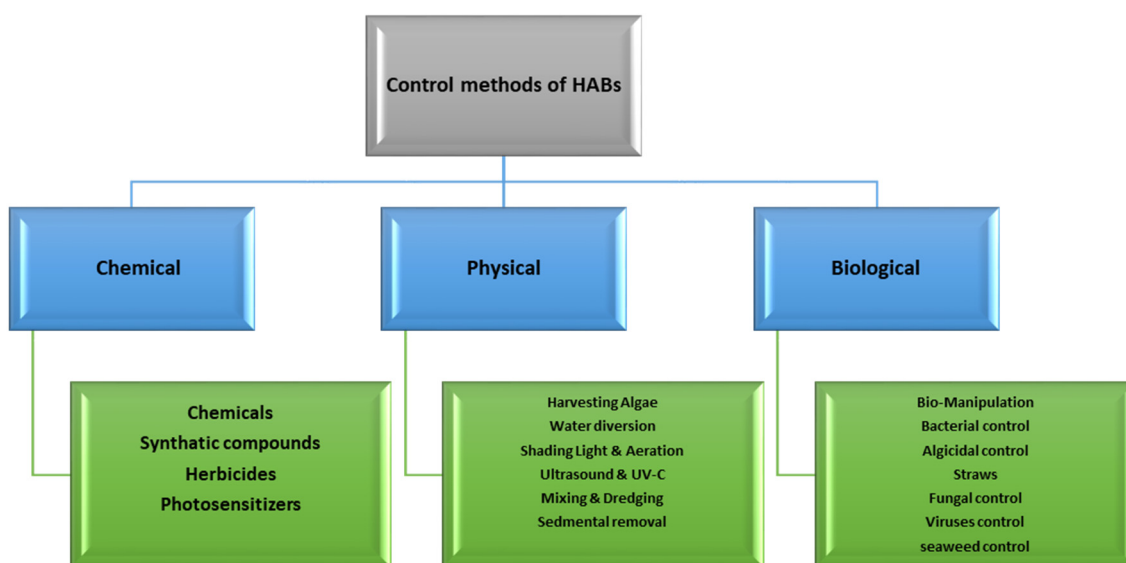 Control methods of HABs
Chemical
Physical
Biological
Chemicals
Synthatic compounds
Herbicides
Photosensitizers
Harvesting Algae
Water diversion
Shading Light & Aeration
Ultrasound & UV-C
Mixing & Dredging
Sedmental removal
Bio-Manipulation
Bacterial control
Algicidal control
Straws
Fungal control
Viruses control
seaweed control